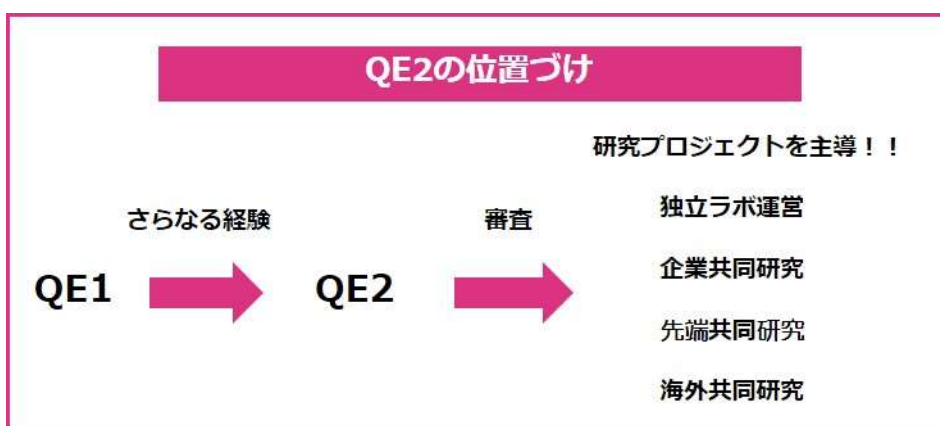 QE2の位置づけ
研究プロジェクトを主導！！
さらなる経験
審査
独立ラボ運営
QE1
QE2
企業共同研究
先端共同研究
海外共同研究